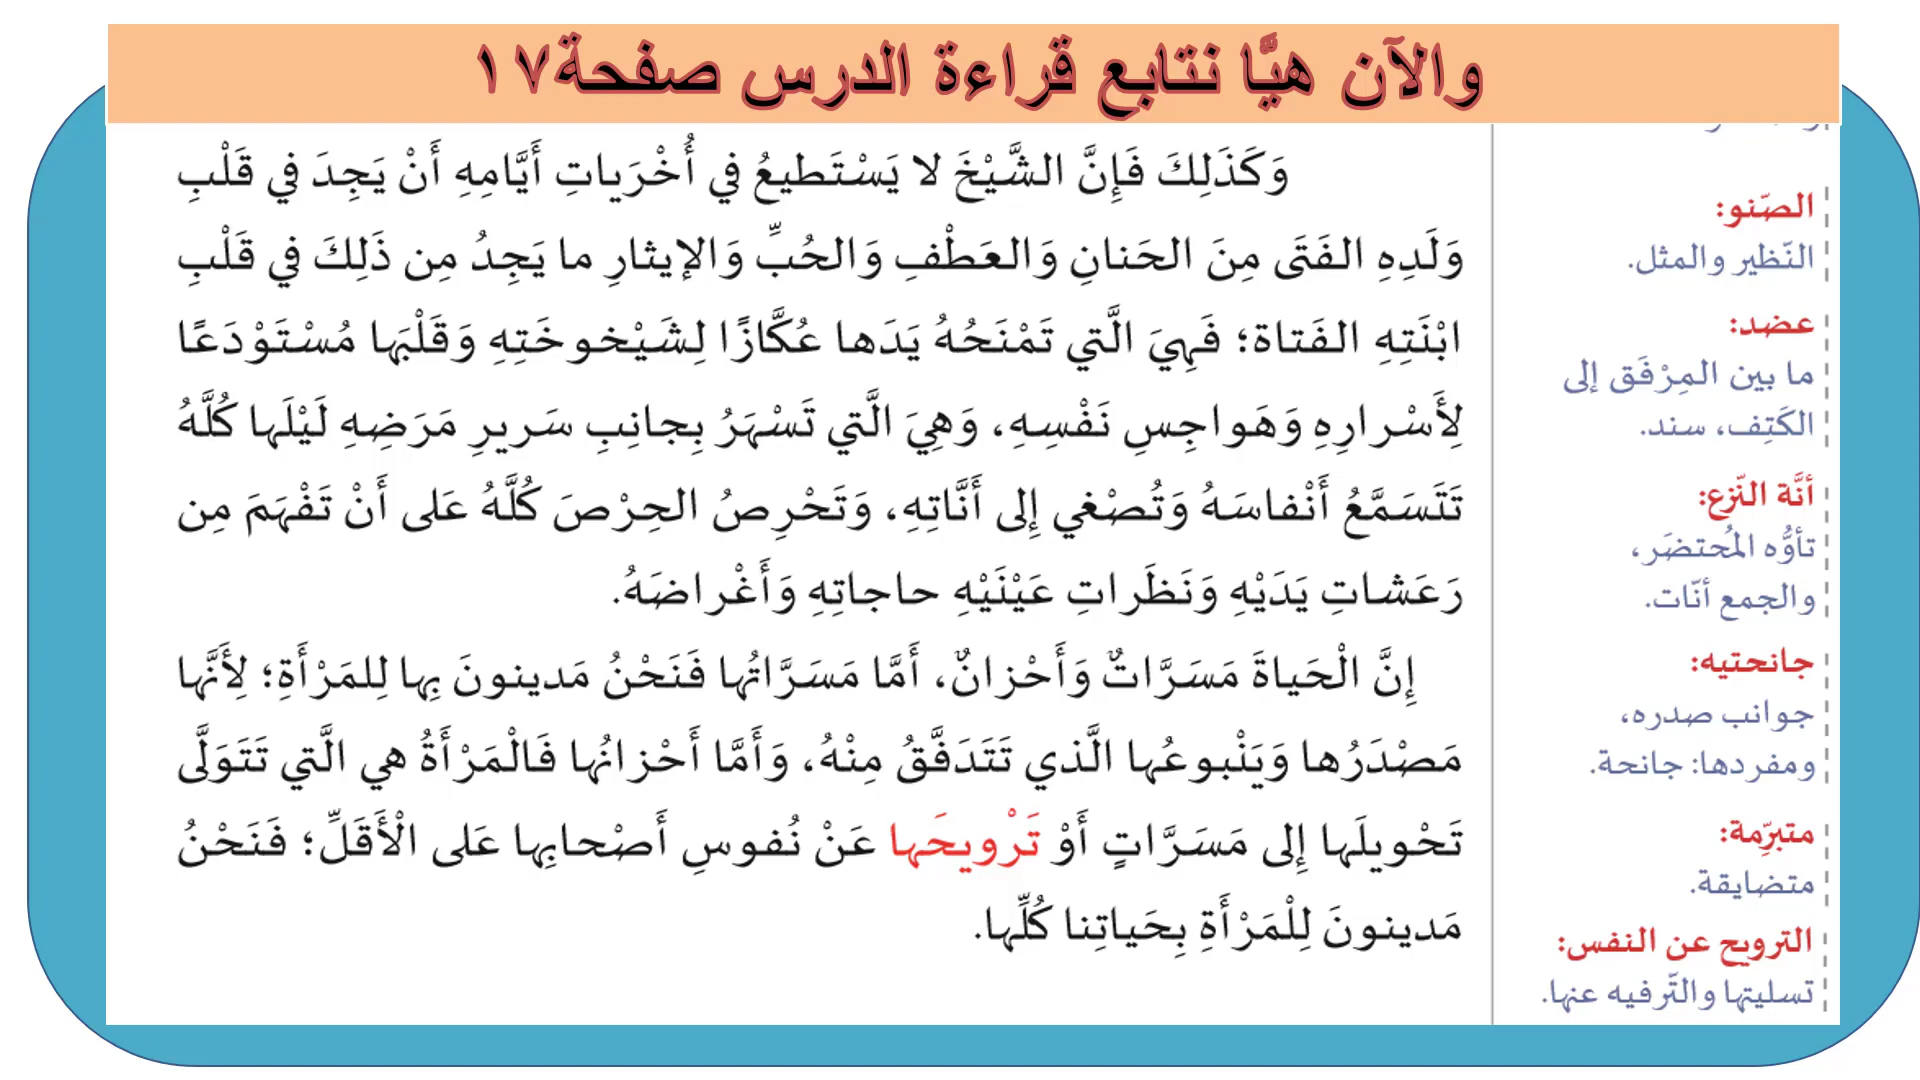 والآن هيَّا نتابع قراءة الدرس صفحة١٧
وَكَذَلِكَ فَإِنَّ الشَّيْخَ لا يَسْتَطيعُ في أُخْرَياتِ أَيَّامِهِ أَنْ يَجِدَ في قَلْبِ
وَلَدِهِ الفَتَى مِنَ الحَنانِ وَالعَطْفِ وَالحُبِّ وَالإيثارِ ما يَجِدُ مِن ذَلِكَ في قَلْبِ
ابْنَتِهِ الفَتاة؛ فَهِيَ الَّتي تَمْنَحُهُ يَدَها عُكَّازًا لِشَيْخوخَتِهِ وَقَلْبَها مُسْتَوْدَعًا
لِأَسْرارِهِ وَهَواجِسِ نَفْسِهِ، وَهِيَ الَّتي تَسْهَرُ بِجانِبِ سَريرِ مَرَضِهِ لَيْلَها كُلَّهُ
تَتَسَمَّعُ أَنْفاسَهُ وَتُصْغي إِلى أَنَّاتِهِ، وَتَحْرِصُ الحِرْصَ كُلَّهُ عَلى أَنْ تَفْهَمَ مِن
رَعَشاتِ يَدَيْهِ وَنَظَراتِ عَيْنَيْهِ حاجاتِهِ وَأَغْراضَهُ.
إِنَّ الْحَياةَ مَسَرَّاتٌ وَأَحْزانٌ، أَمَّا مَسَرَّاتُها فَنَحْنُ مَدينونَ بِها لِلمَرْأَةِ؛ لِأَنَّها
مَصْدَرُها وَيَنْبوعُها الَّذي تَتَدَفَّقُ مِنْهُ، وَأَمَّا أَحْزانُها فَالْمَرْأَةُ هي الَّتي تَتَوَلَّى
تَحْويلَها إِلى مَسَرَّاتٍ أَوْ تَرْويحَها عَنْ نُفوسِ أَصْحابِها عَلى الْأَقَلِّ؛ فَنَحْنُ
مَدينونَ لِلْمَرْأَةِ بِحَياتِنا كُلِّها.
الصّنو:
النّظير والمثل.
عضد:
ما بين المِرْفَق إلى
الكَتِف، سند.
أنَّة النّزع:
تأوُّه المُحتضَر،
والجمع أنّات.
جانحتيه:
جوانب صدره،
ومفردها: جانحة.
متبرِّمة:
متضايقة.
الترويح عن النفس:
تسليتها والتّرفيه عنها.